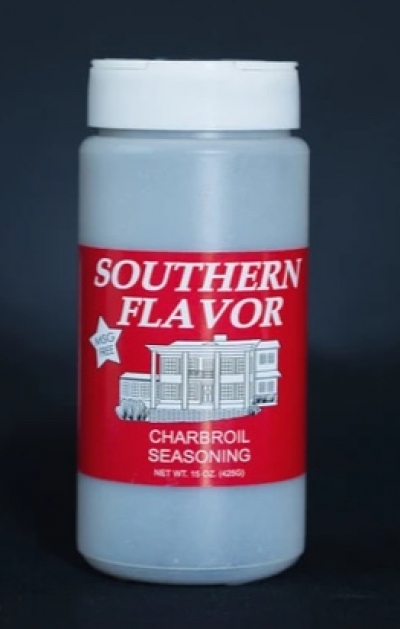 SOUTHERN
FLAVOR
MSG
FREE
CHARBROIL
SEASONING
NET WT. 15 OZ. (425G)